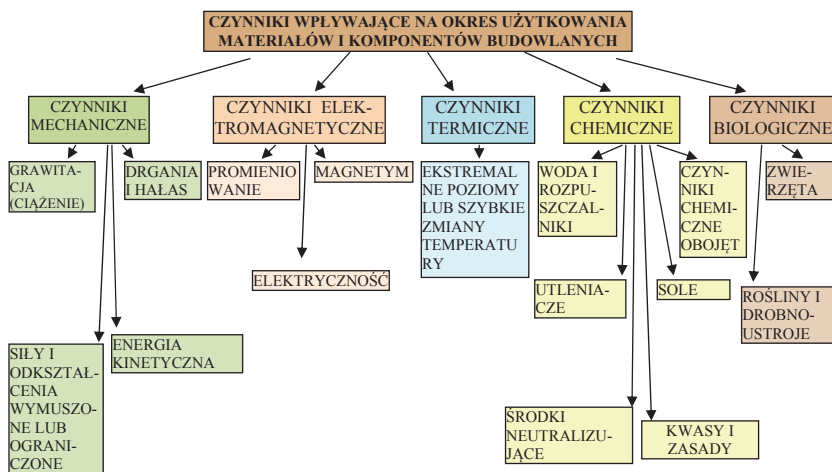 CZYNNIKI WPŁYWAJĄCE NA OKRES UŻYTKOWANIA
MATERIAŁÓW I KOMPONENTÓW BUDOWLANYCH
CZYNNIKI
MECHANICZNE
CZYNNIKI ELEK-
TROMAGNETYCZNE
CZYNNIKI
TERMICZNE
CZYNNIKI
CHEMICZNE
CZYNNIKI
BIOLOGICZNE
GRAWITA-
CJA
(CIĄŻENIE)
DRGANIA
I HAŁAS
PROMIENIO
WANIE
MAGNETYM
EKSTREMAL
NE POZIOMY
LUB SZYBKIE
ZMIANY
TEMPERATU
RY
WODA I
ROZPU-
SZCZAL-
NIKI
CZYN-
NIKI
CHEMI-
CZNE
OBOJĘT
ZWIE-
RZĘTA
ELEKTRYCZNOŚĆ
UTLENIA-
CZE
SOLE
ROŚLINY I
DROBNO-
USTROJE
SIŁY I
ODKSZTAŁ-
CENIA
WYMUSZO-
NE LUB
OGRANI-
CZONE
ENERGIA
KINETYCZNA
ŚRODKI
NEUTRALIZU-
JĄCE
KWASY I
ZASADY